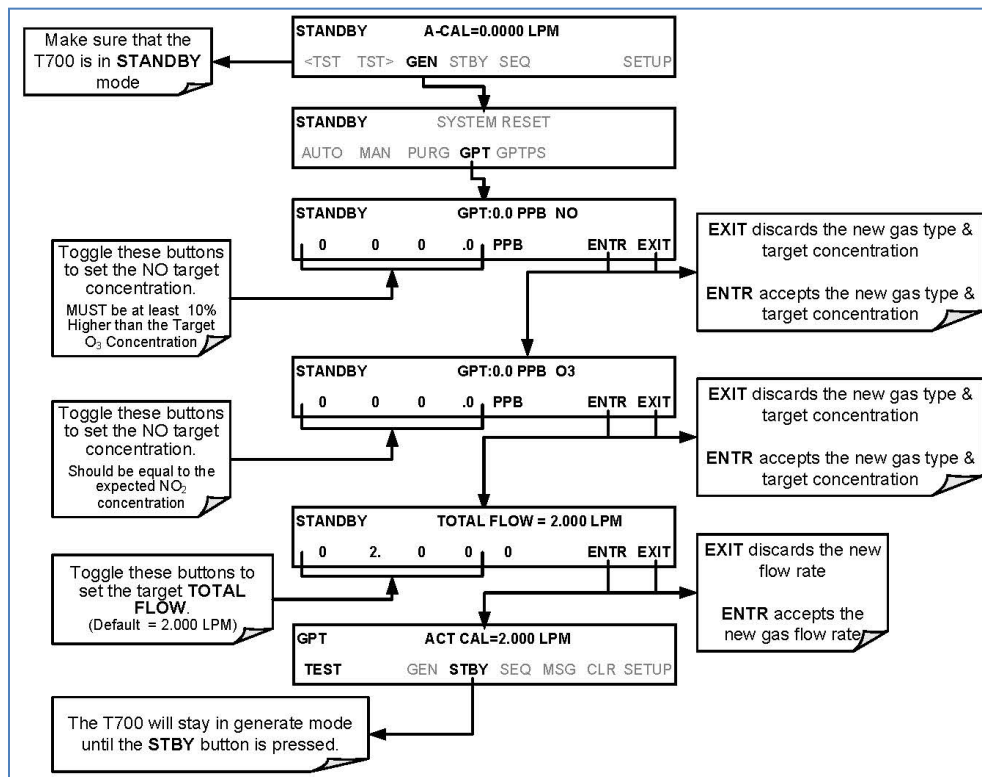 Make sure that the
T700 is in STANDBY
mode
STANDBY A-CAL=0.0000 LPM
<TST TST> GEN STBY SEQ SETUP
STANDBY SYSTEM RESET
AUTO MAN PURG GPT GPTPS
STANDBY GPT:0.0 PPB NO
0 0 0 .0 PPB ENTR EXIT
Toggle these buttons
to set the NO target
concentration.
MUST be at least 10%
Higher than the Target
O3 Concentration
EXIT discards the new gas type &
target concentration
ENTR accepts the new gas type &
target concentration
STANDBY GPT:0.0 PPB O3
0 0 0 .0 PPB ENTR EXIT
Toggle these buttons
to set the NO target
concentration.
Should be equal to the
expected NO2
concentration
EXIT discards the new gas type &
target concentration
ENTR accepts the new gas type &
target concentration
STANDBY TOTAL FLOW = 2.000 LPM
0 2. 0 0 0 ENTR EXIT
Toggle these buttons to
set the target TOTAL
FLOW.
(Default = 2.000 LPM)
EXIT discards the new
flow rate
ENTR accepts the
new gas flow rate
GPT ACT CAL=2.000 LPM
TEST GEN STBY SEQ MSG CLR SETUP
The T700 will stay in generate mode
until the STBY button is pressed.